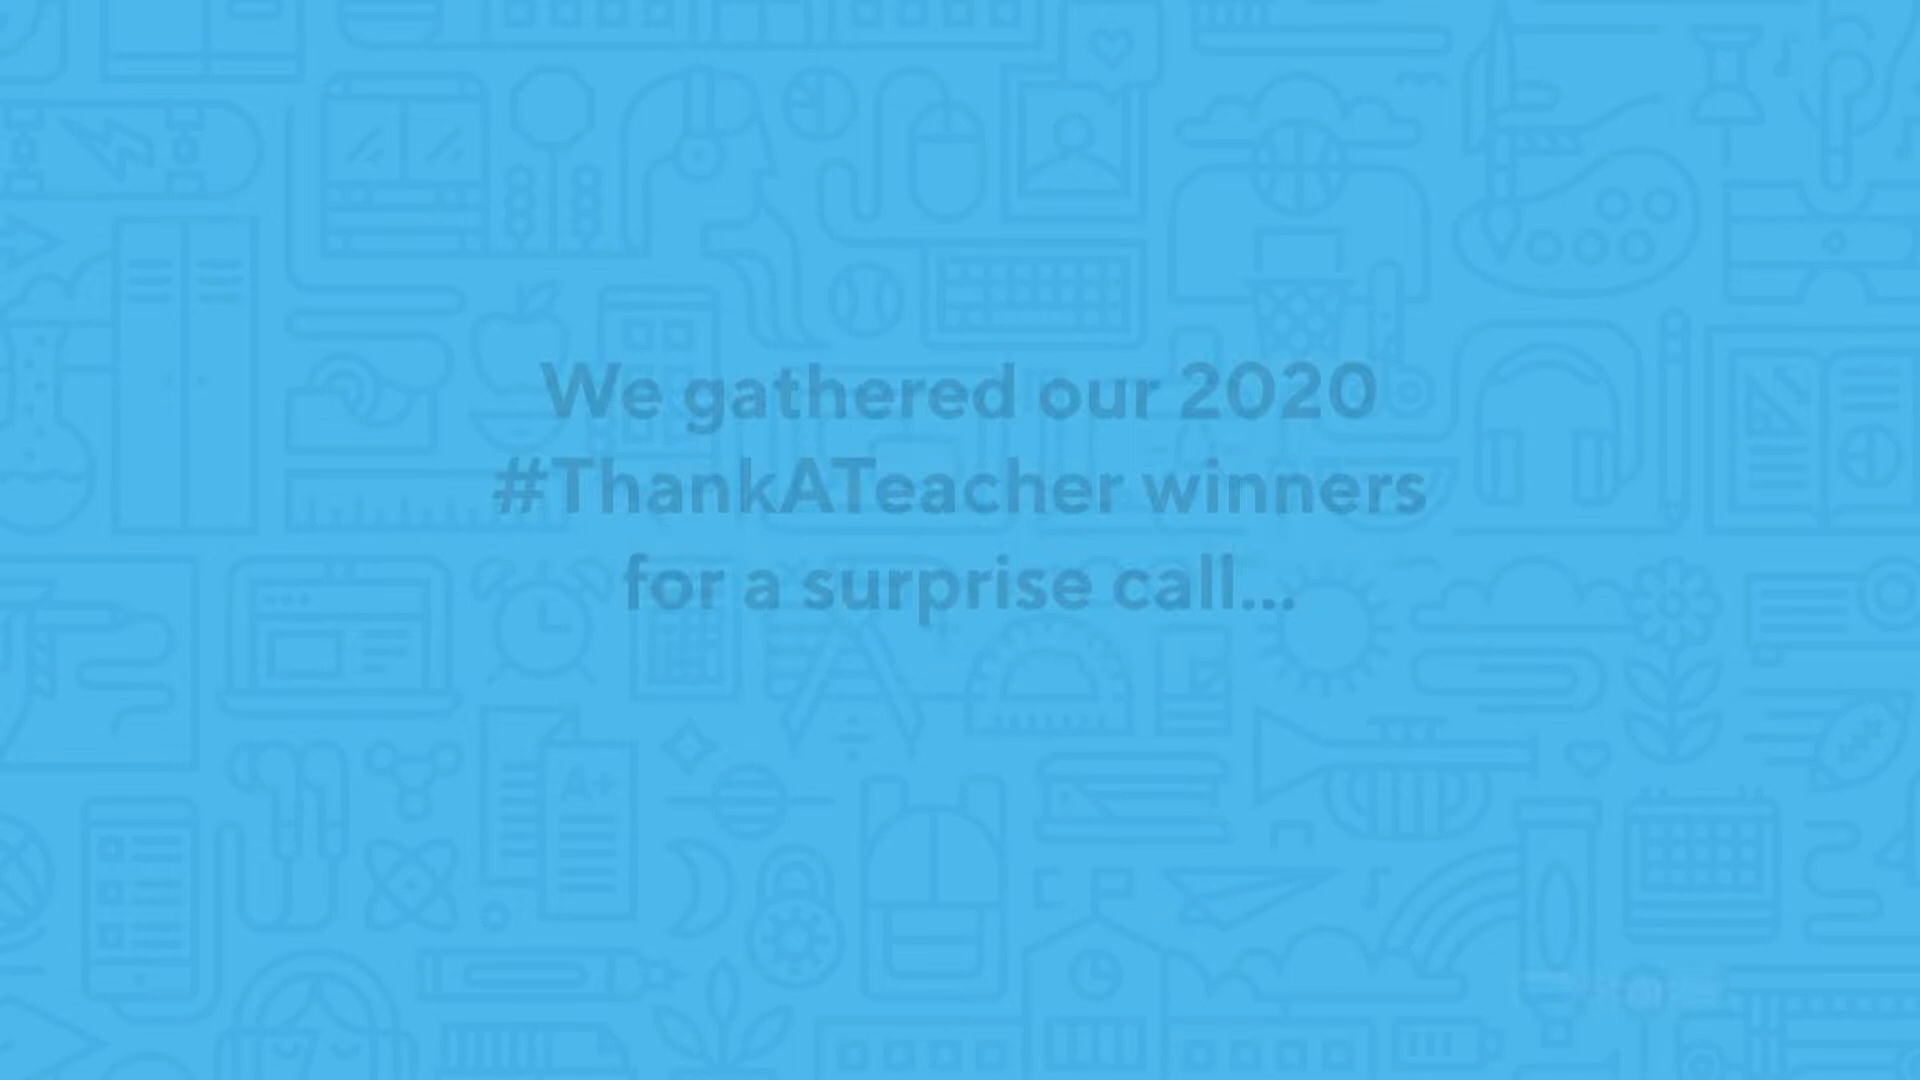 We gathered our 2020
#ThankATeacher winners
for a surprise call...
A+